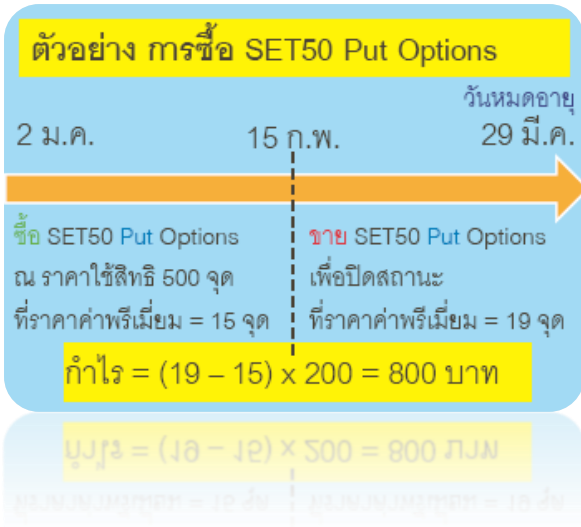 ตัวอย่าง การซื้อ SET50 Put Options
วันหมดอายุ
2 ม.ค. 15 ก.พ. 29 มี.ค.
ซื้อ SET50 Put Options
ณ ราคาใช้สิทธิ 500 จุด
ที่ราคาค่าพรีเมี่ยม = 15 จุด
ขาย SET50 Put Options
เพื่อปิดสถานะ
ที่ราคาค่าพรีเมี่ยม = 19 จุด
กำไร = (19 – 15) x 200 = 800 บาท